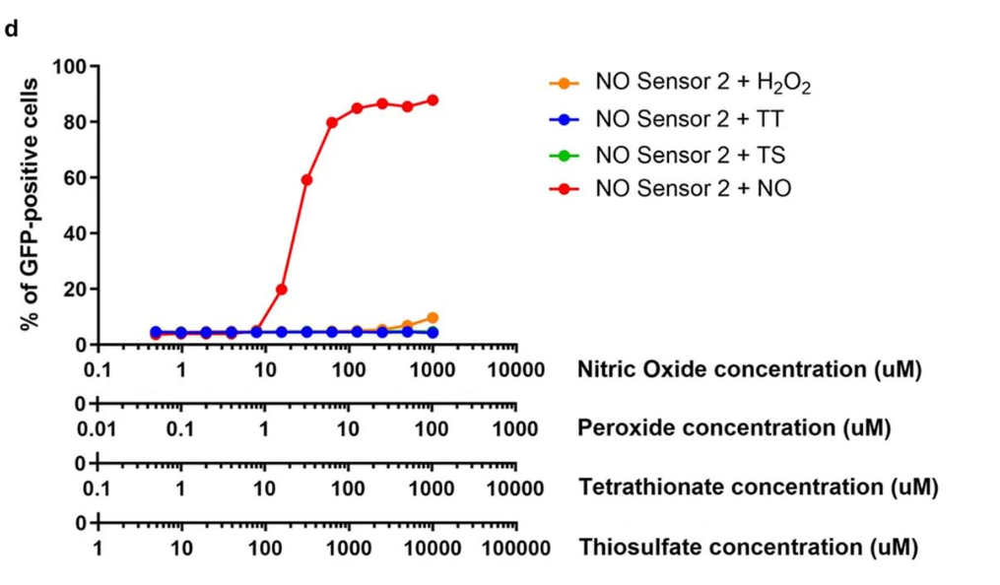 d
% of GFP-positive cells
100
80
60
40
20
0
NO Sensor 2 + H₂O₂
NO Sensor 2 + TT
NO Sensor 2 + TS
NO Sensor 2 + NO
0.1 1 10 100 1000 10000 Nitric Oxide concentration (uM)
0
0.01 0.1 1 10 100 1000 Peroxide concentration (uM)
0
0.1 1 10 100 1000 10000 Tetrathionate concentration (uM)
0
1 10 100 1000 10000 100000 Thiosulfate concentration (uM)